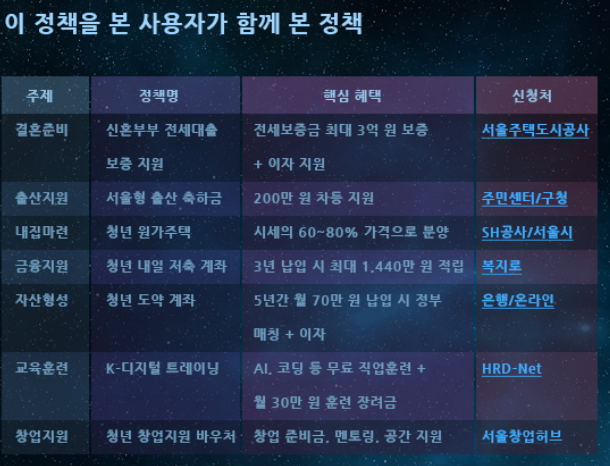 이 정책을 본 사용자가 함께 본 정책
주제 정책명 핵심 혜택 신청처
결혼준비 신혼부부 전세대출 전세보증금 최대 3억 원 보증 서울주택도시공사
보증 지원 + 이자 지원
출산지원 서울형 출산 축하금 200만 원 차등 지원 주민센터/구청
내집마련 청년 원가주택 시세의 60~80% 가격으로 분양 SH공사/서울시
금융지원 청년 내일 저축 계좌 3년 납입 시 최대 1,440만 원 적립 복지로
자산형성 청년 도약 계좌 5년간 월 70만 원 납입 시 정부 은행/온라인
매칭 + 이자
교육훈련 K-디지털 트레이닝 AI, 코딩 등 무료 직업훈련 + HRD-Net
월 30만 원 훈련 장려금
창업지원 청년 창업지원 바우처 창업 준비금, 멘토링, 공간 지원 서울창업허브